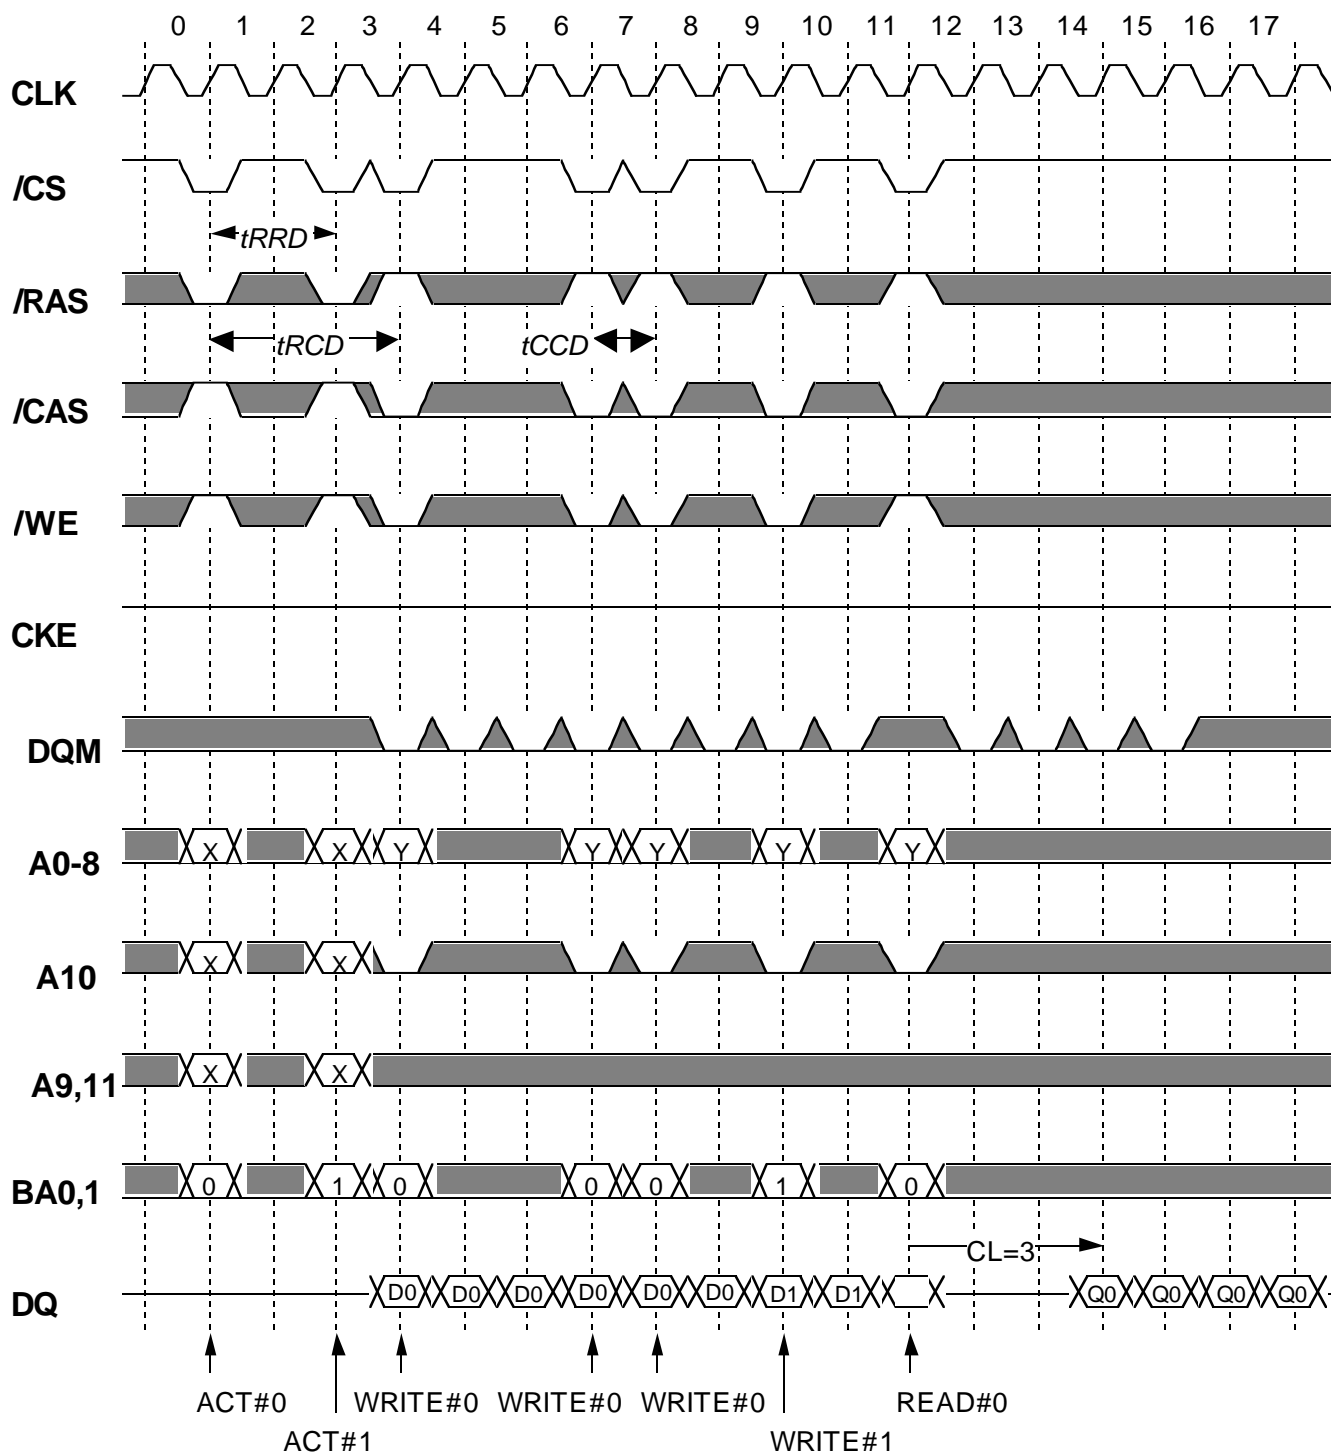 0 1 2 3 4 5 6 7 8 9 10 11 12 13 14 15 16 17
CLK
/CS
tRRD
/RAS
tRCD tCCD
/CAS
/WE
CKE
DQM
A0-8 X X Y Y Y Y Y
A10 X X
A9,11 X X
BA0,1 0 1 0 0 0 1 0
CL=3
DQ D0 D0 D0 D0 D0 D0 D1 D1 Q0 Q0 Q0 Q0
ACT#0 WRITE#0 WRITE#0 WRITE#0 READ#0
ACT#1 WRITE#1